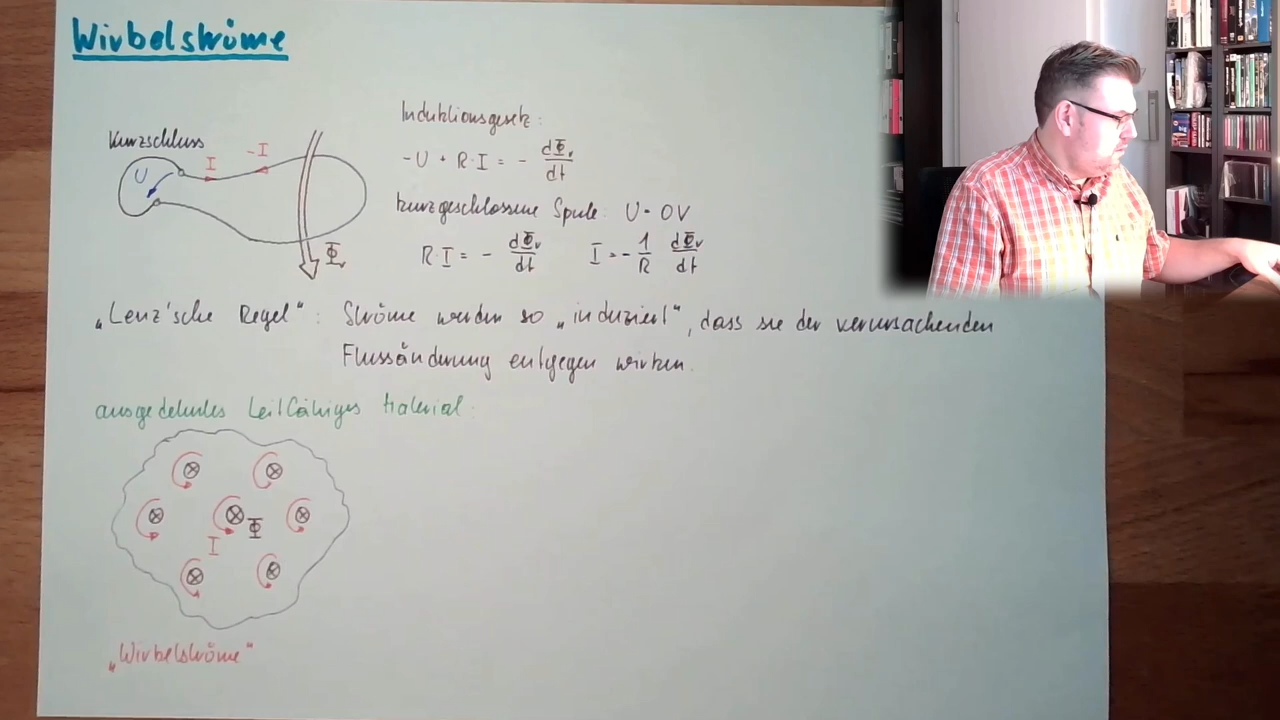 Wirbelströme
Kurzschluss
U
I
-I
Φᵥ
Induktionsgesetz:
-U + R·I = - dΦᵥ/dt
kurzgeschlossene Spule: U = 0V
R·I = - dΦᵥ/dt    I = - 1/R dΦᵥ/dt
„Lenz'sche Regel“: Ströme werden so „induziert“, dass sie der verursachenden
Flussänderung entgegen wirken.
ausgedehntes leitfähiges Material:
Φ
I
„Wirbelströme“